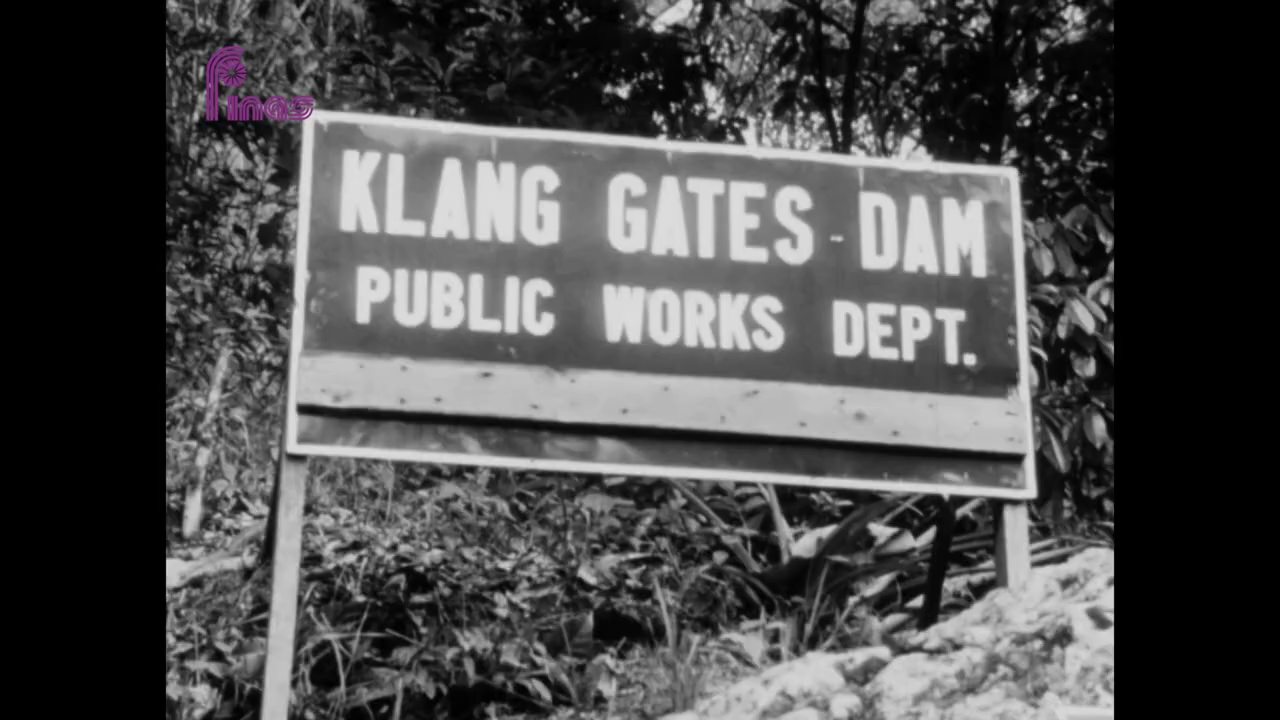 Finas
KLANG GATES - DAM
PUBLIC WORKS DEPT.